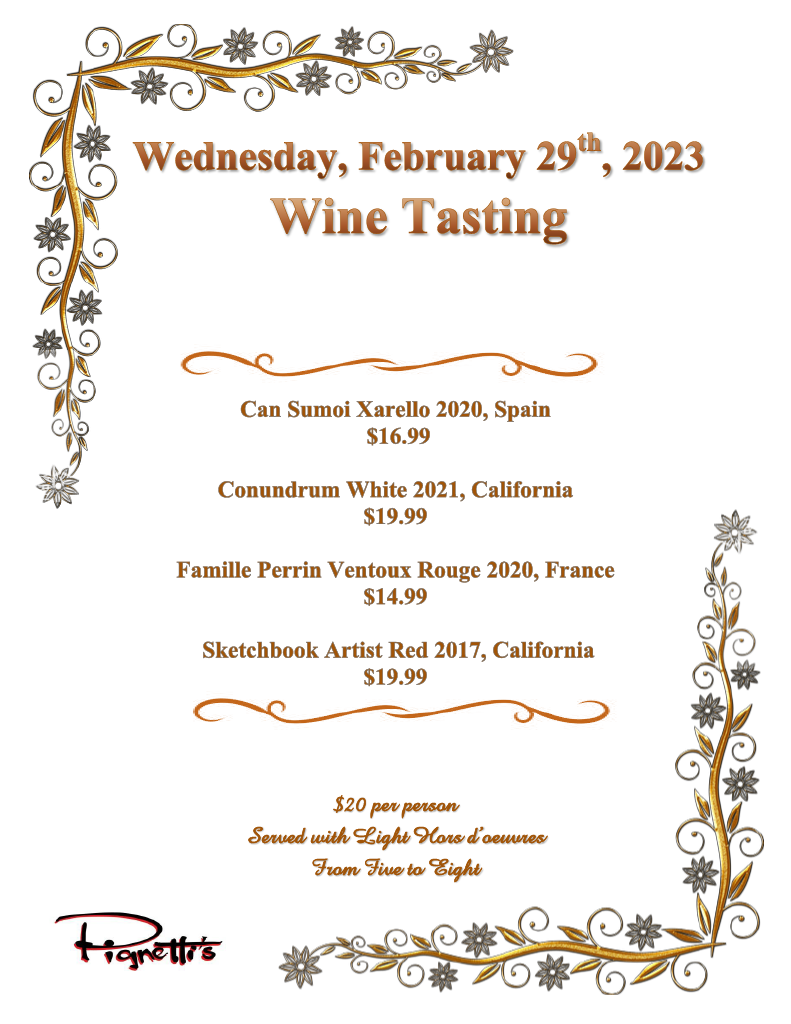 Wednesday, February 29th, 2023
Wine Tasting
Can Sumoi Xarello 2020, Spain
$16.99
Conundrum White 2021, California
$19.99
Famille Perrin Ventoux Rouge 2020, France
$14.99
Sketchbook Artist Red 2017, California
$19.99
$20 per person
Served with Light Hors d'oeuvres
From Five to Eight
Pignetti's